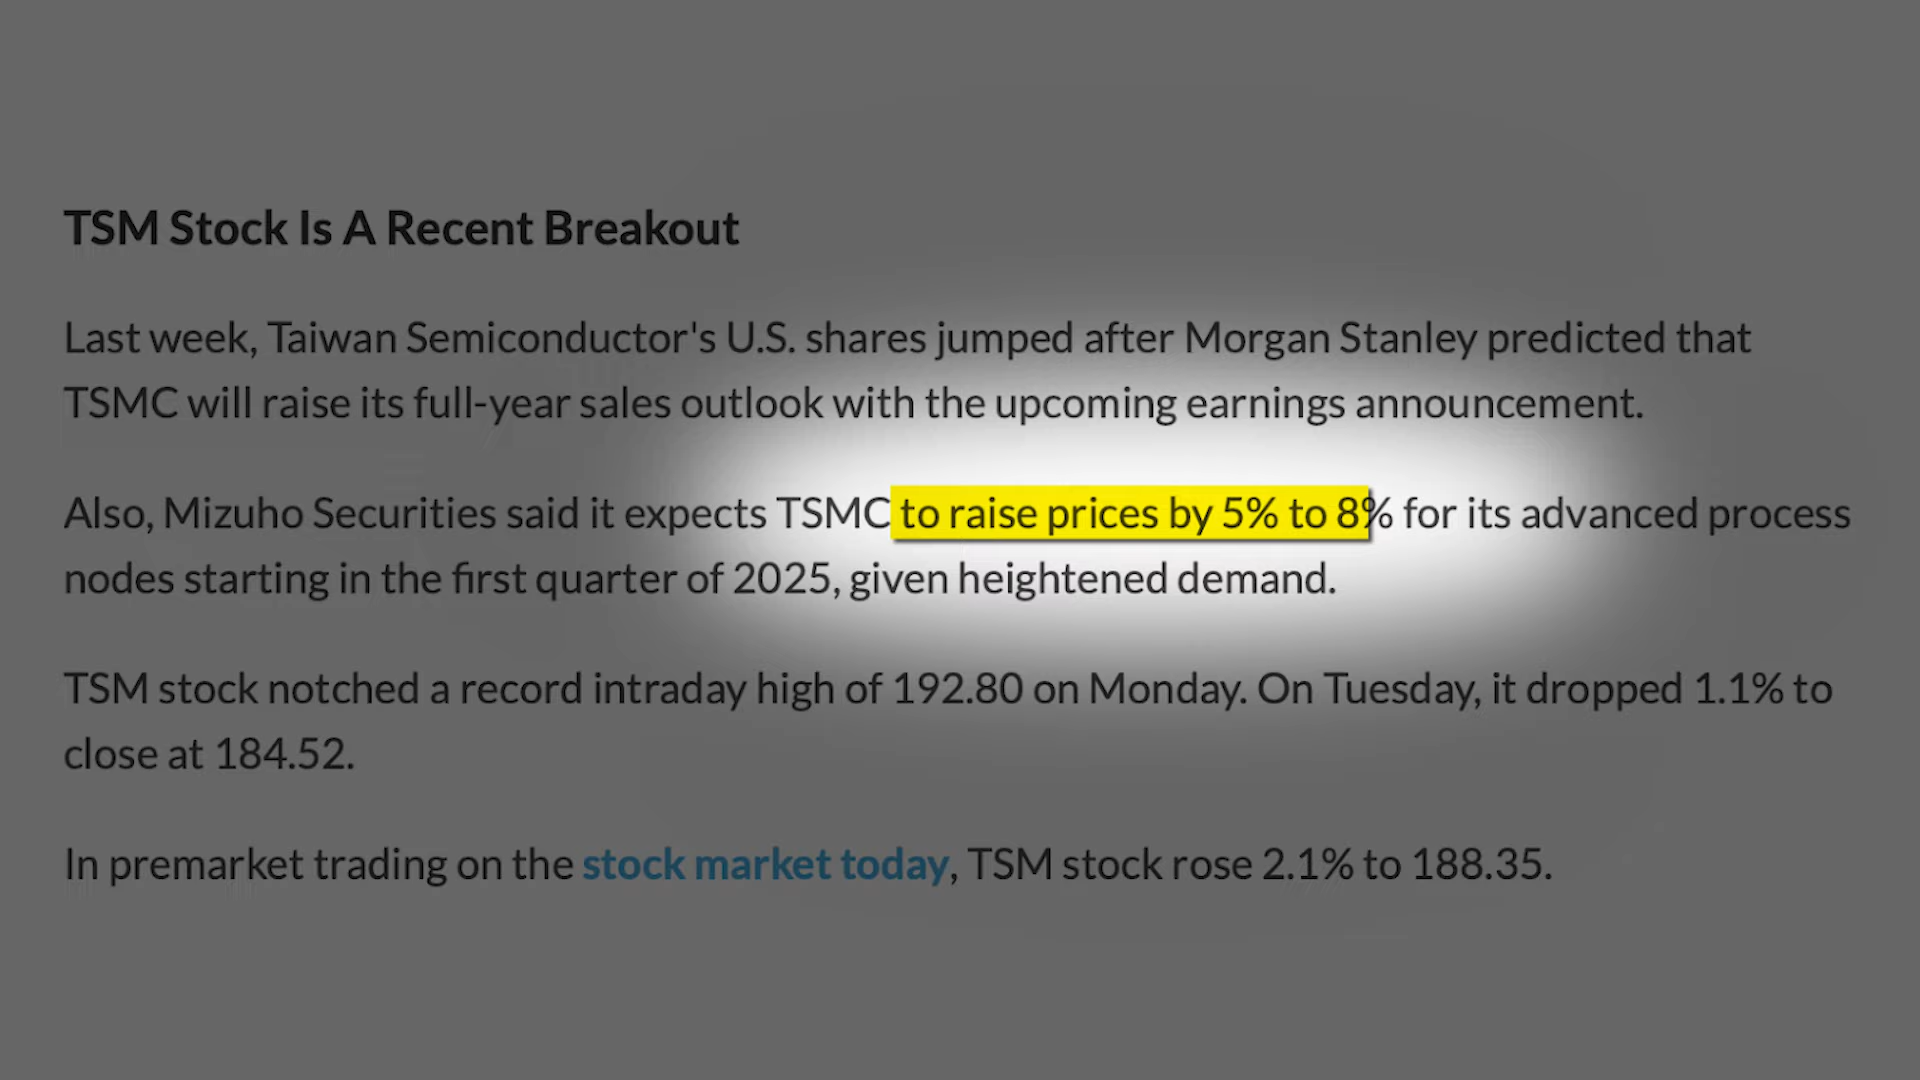 TSM Stock Is A Recent Breakout
Last week, Taiwan Semiconductor's U.S. shares jumped after Morgan Stanley predicted that
TSMC will raise its full-year sales outlook with the upcoming earnings announcement.
Also, Mizuho Securities said it expects TSMC to raise prices by 5% to 8% for its advanced process
nodes starting in the first quarter of 2025, given heightened demand.
TSM stock notched a record intraday high of 192.80 on Monday. On Tuesday, it dropped 1.1% to
close at 184.52.
In premarket trading on the stock market today, TSM stock rose 2.1% to 188.35.